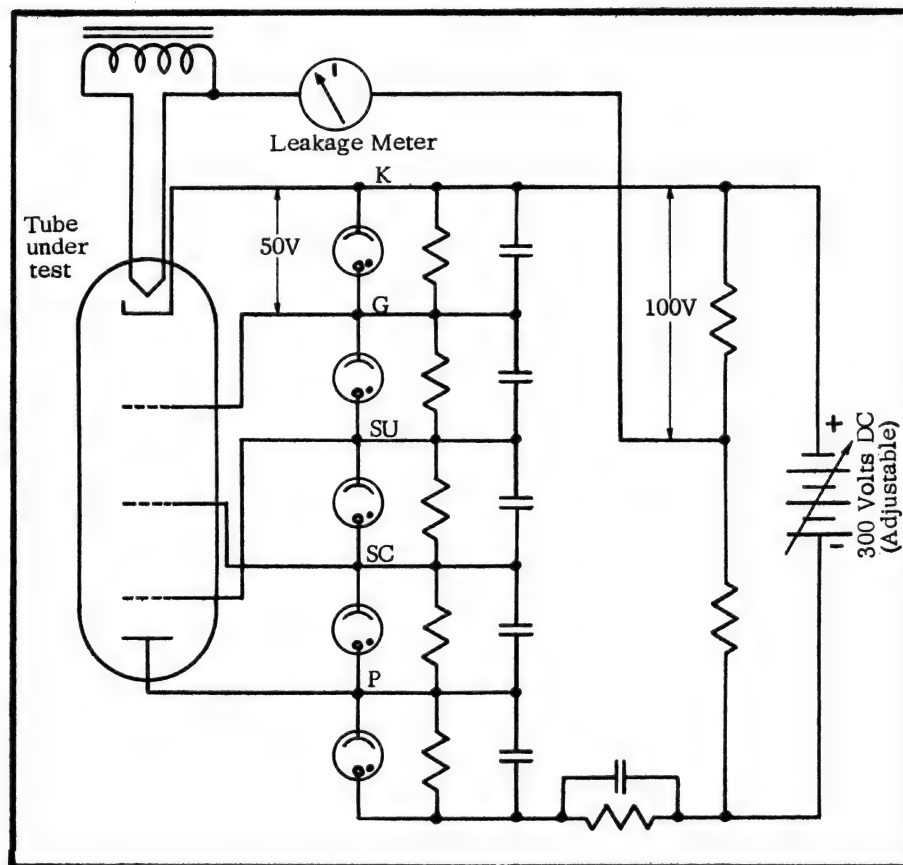 Leakage Meter
K
Tube
under
test
50V
G
100V
SU
+
SC
-
300 Volts DC
(Adjustable)
P